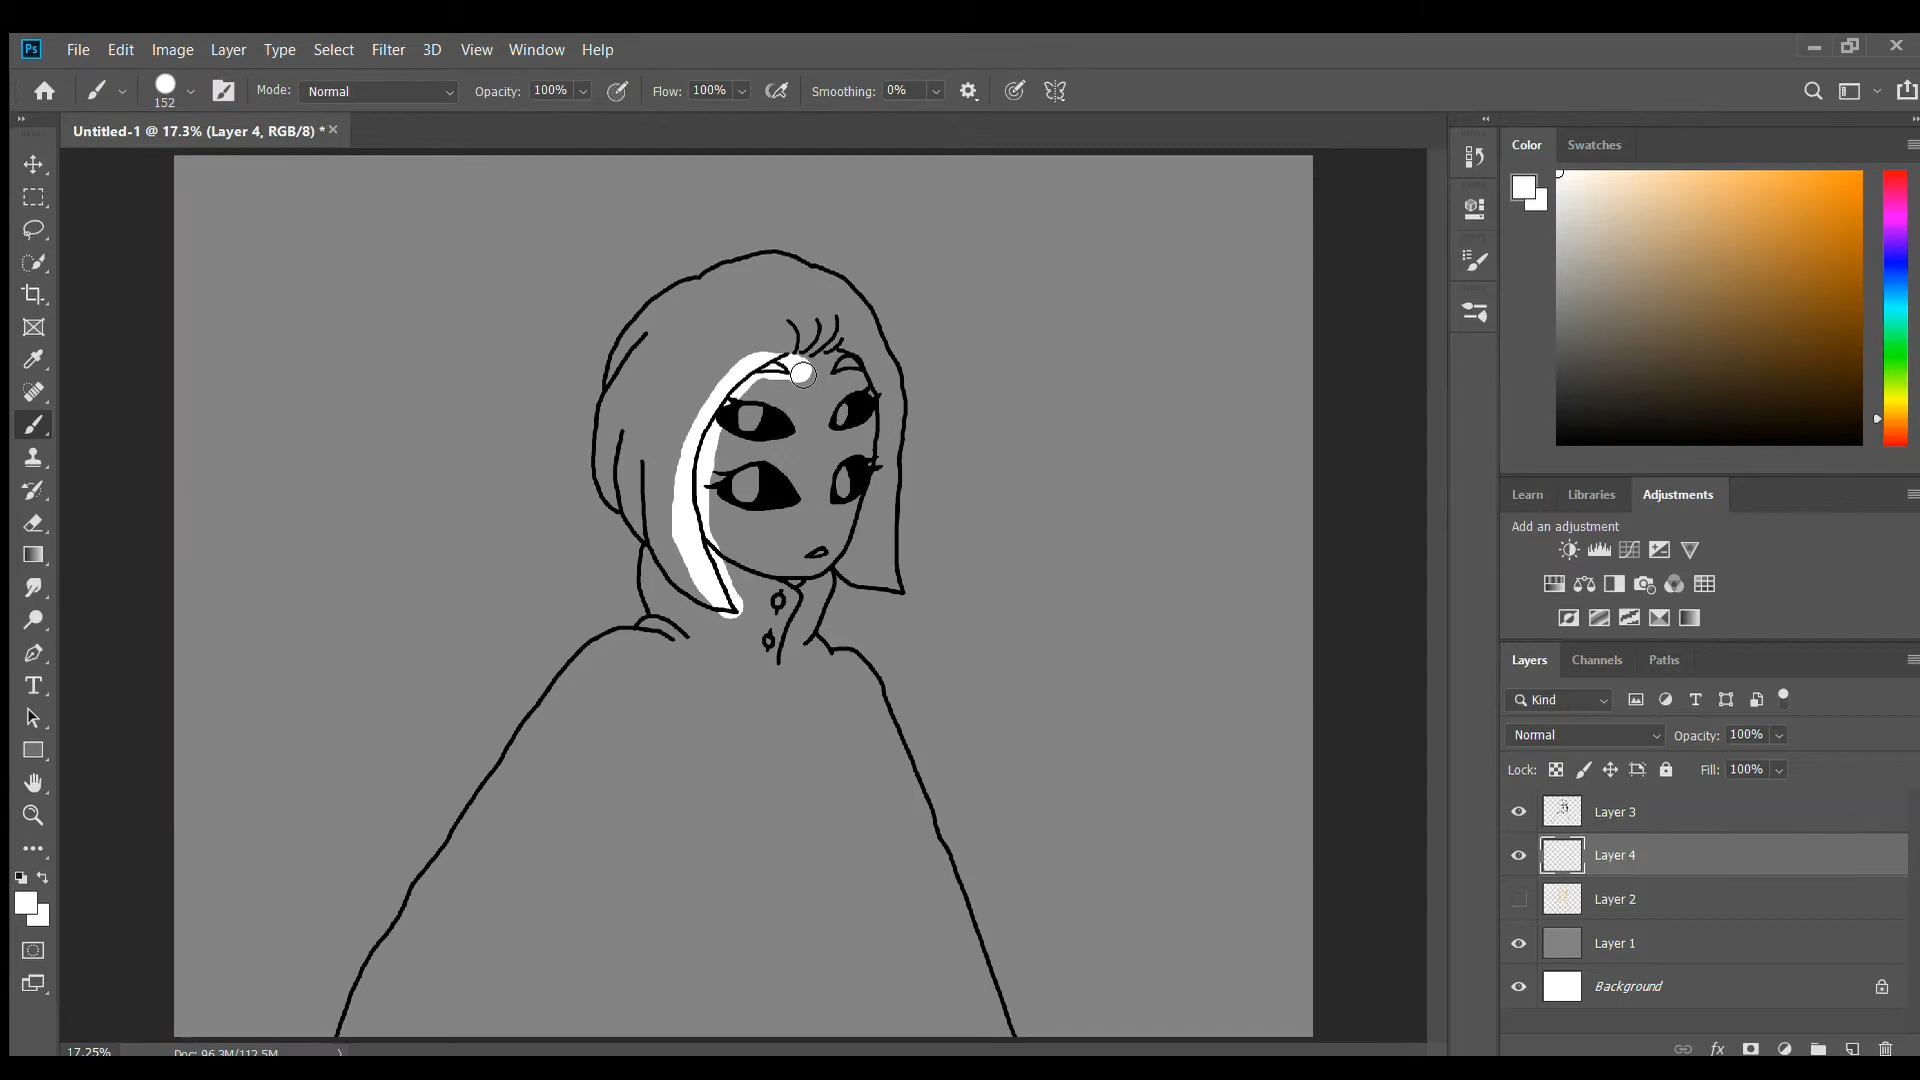 Ps File Edit Image Layer Type Select Filter 3D View Window Help
152 Mode: Normal Opacity: 100% Flow: 100% Smoothing: 0%
Untitled-1 @ 17.3% (Layer 4, RGB/8) *
Color Swatches
Learn Libraries Adjustments
Add an adjustment
Layers Channels Paths
Kind
Normal Opacity: 100%
Lock: Fill: 100%
Layer 3
Layer 4
Layer 2
Layer 1
Background
fx
17.25% Doc: 96.3M/112.5M